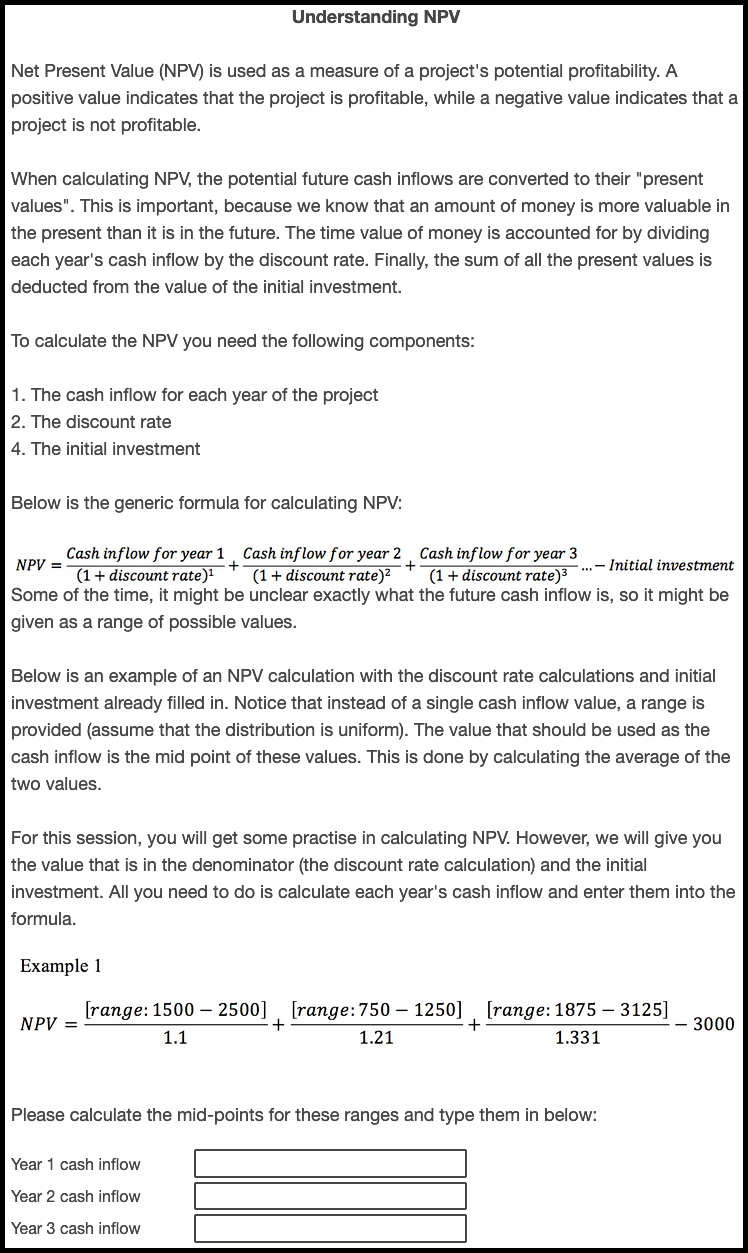 Understanding NPV
Net Present Value (NPV) is used as a measure of a project's potential profitability. A
positive value indicates that the project is profitable, while a negative value indicates that a
project is not profitable.
When calculating NPV, the potential future cash inflows are converted to their "present
values". This is important, because we know that an amount of money is more valuable in
the present than it is in the future. The time value of money is accounted for by dividing
each year's cash inflow by the discount rate. Finally, the sum of all the present values is
deducted from the value of the initial investment.
To calculate the NPV you need the following components:
1. The cash inflow for each year of the project
2. The discount rate
4. The initial investment
Below is the generic formula for calculating NPV:
NPV = Cash inflow for year 1 / (1 + discount rate)¹ + Cash inflow for year 2 / (1 + discount rate)² + Cash inflow for year 3 / (1 + discount rate)³ ... − Initial investment
Some of the time, it might be unclear exactly what the future cash inflow is, so it might be
given as a range of possible values.
Below is an example of an NPV calculation with the discount rate calculations and initial
investment already filled in. Notice that instead of a single cash inflow value, a range is
provided (assume that the distribution is uniform). The value that should be used as the
cash inflow is the mid point of these values. This is done by calculating the average of the
two values.
For this session, you will get some practise in calculating NPV. However, we will give you
the value that is in the denominator (the discount rate calculation) and the initial
investment. All you need to do is calculate each year's cash inflow and enter them into the
formula.
Example 1
NPV = [range: 1500 − 2500] / 1.1 + [range: 750 − 1250] / 1.21 + [range: 1875 − 3125] / 1.331 − 3000
Please calculate the mid-points for these ranges and type them in below:
Year 1 cash inflow
Year 2 cash inflow
Year 3 cash inflow